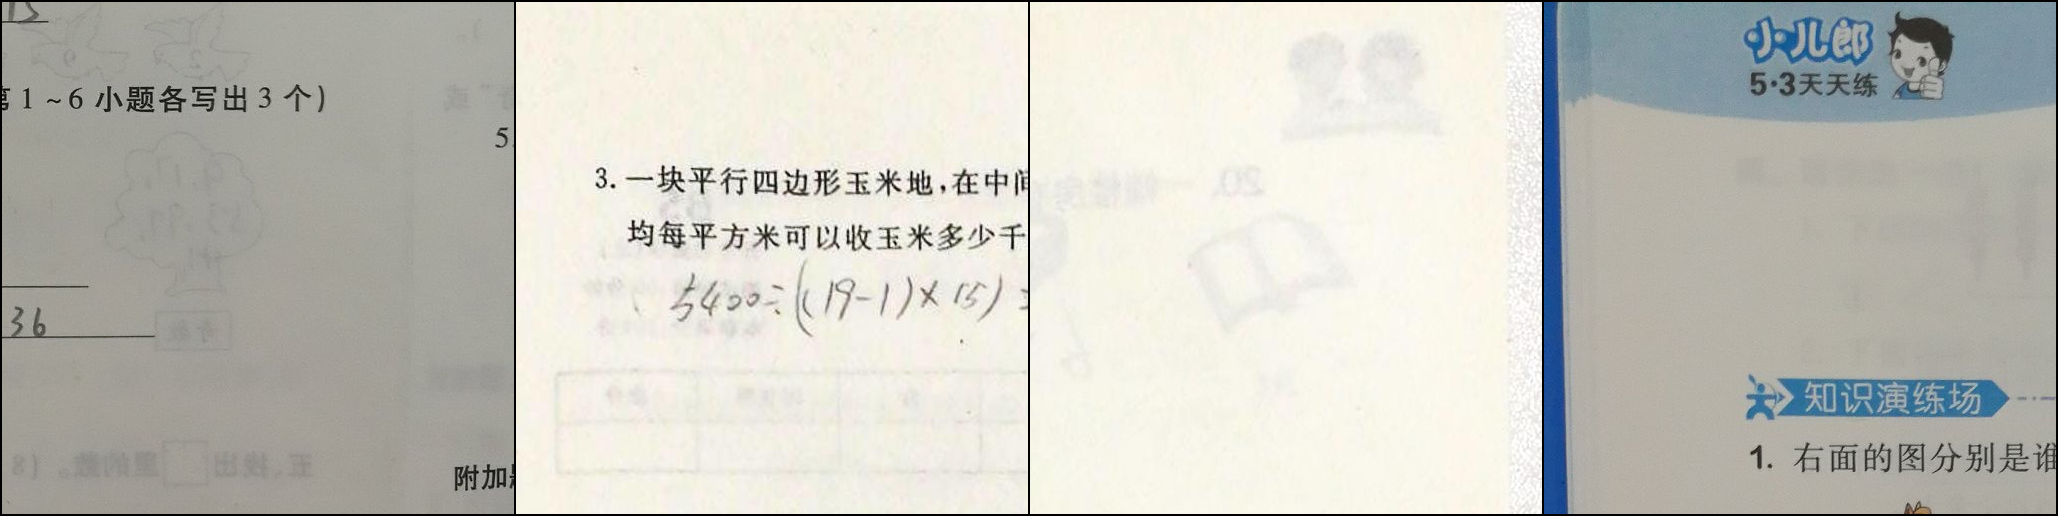 15
第1~6小题各写出3个)
5.
36
附加
3. 一块平行四边形玉米地,在中间
均每平方米可以收玉米多少千
5400÷((19-1)×15)=
小儿郎
5·3天天练
知识演练场
1. 右面的图分别是谁